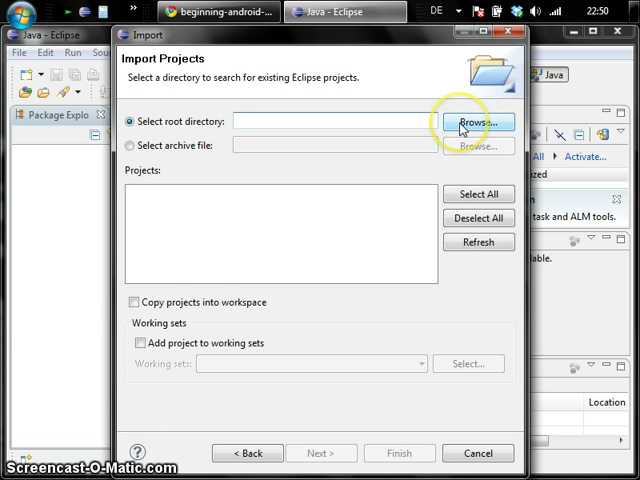 beginning-android-...
Java - Eclipse
DE
22:50
Java - Eclipse
Import
File
Edit
Run
Import Projects
Select a directory to search for existing Eclipse projects.
Java
Package Explo
Select root directory:
Browse...
Select archive file:
Browse...
All
Activate...
Projects:
Select All
Deselect All
task and ALM tools.
Refresh
Copy projects into workspace
Working sets
Add project to working sets
Working sets:
Select...
Location
?
< Back
Next >
Finish
Cancel
Screencast-O-Matic.com